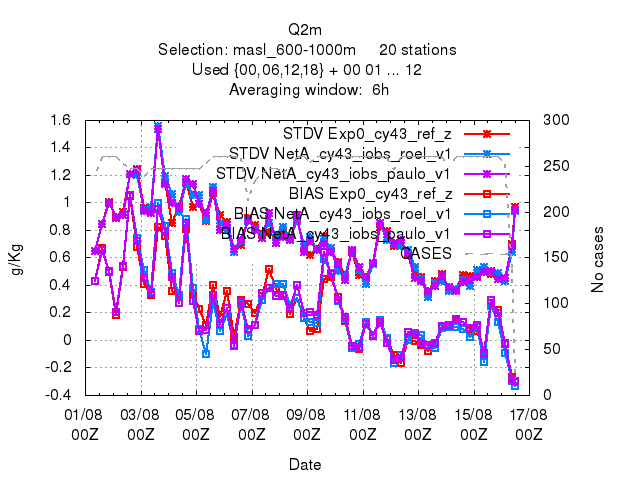 Q2m
Selection: masl_600-1000m 20 stations
Used {00,06,12,18} + 00 01 ... 12
Averaging window: 6h
STDV Exp0_cy43_ref_z
STDV NetA_cy43_iobs_roel_v1
STDV NetA_cy43_iobs_paulo_v1
BIAS Exp0_cy43_ref_z
BIAS NetA_cy43_iobs_roel_v1
BIAS NetA_cy43_iobs_paulo_v1
CASES
1.6
1.4
1.2
1
0.8
0.6
0.4
0.2
0
-0.2
-0.4
g/Kg
300
250
200
150
100
50
0
No cases
01/08 03/08 05/08 07/08 09/08 11/08 13/08 15/08 17/08
00Z 00Z 00Z 00Z 00Z 00Z 00Z 00Z 00Z
Date